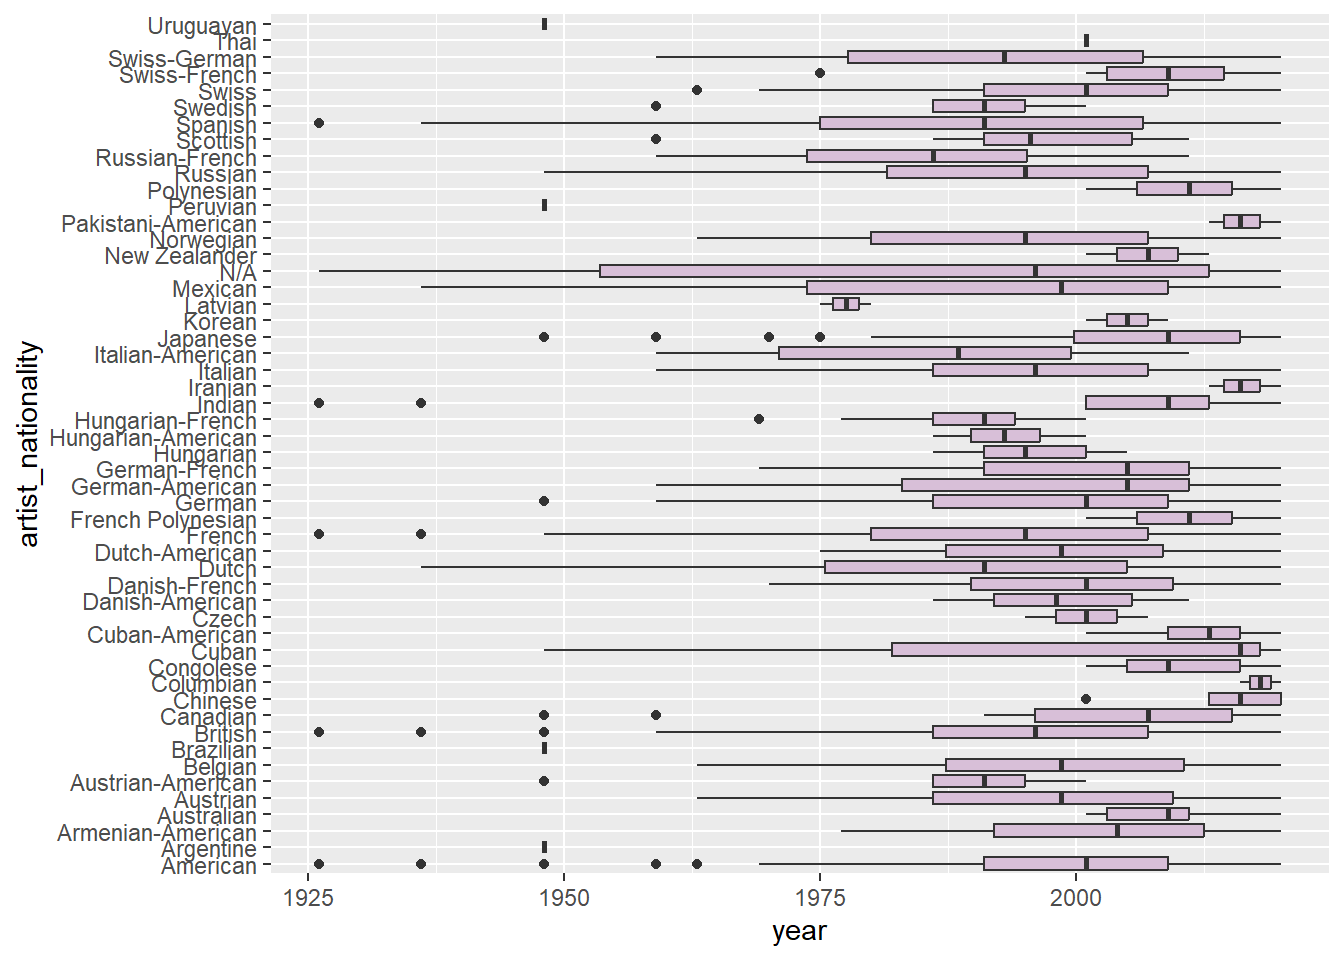 Uruguayan
Thai
Swiss-German
Swiss-French
Swiss
Swedish
Spanish
Scottish
Russian-French
Russian
Polynesian
Peruvian
Pakistani-American
Norwegian
New Zealander
N/A
Mexican
Latvian
Korean
Japanese
Italian-American
Italian
Iranian
Indian
Hungarian-French
Hungarian-American
Hungarian
German-French
German-American
German
French Polynesian
French
Dutch-American
Dutch
Danish-French
Danish-American
Czech
Cuban-American
Cuban
Congolese
Columbian
Chinese
Canadian
British
Brazilian
Belgian
Austrian-American
Austrian
Australian
Armenian-American
Argentine
American
artist_nationality
1925 1950 1975 2000
year